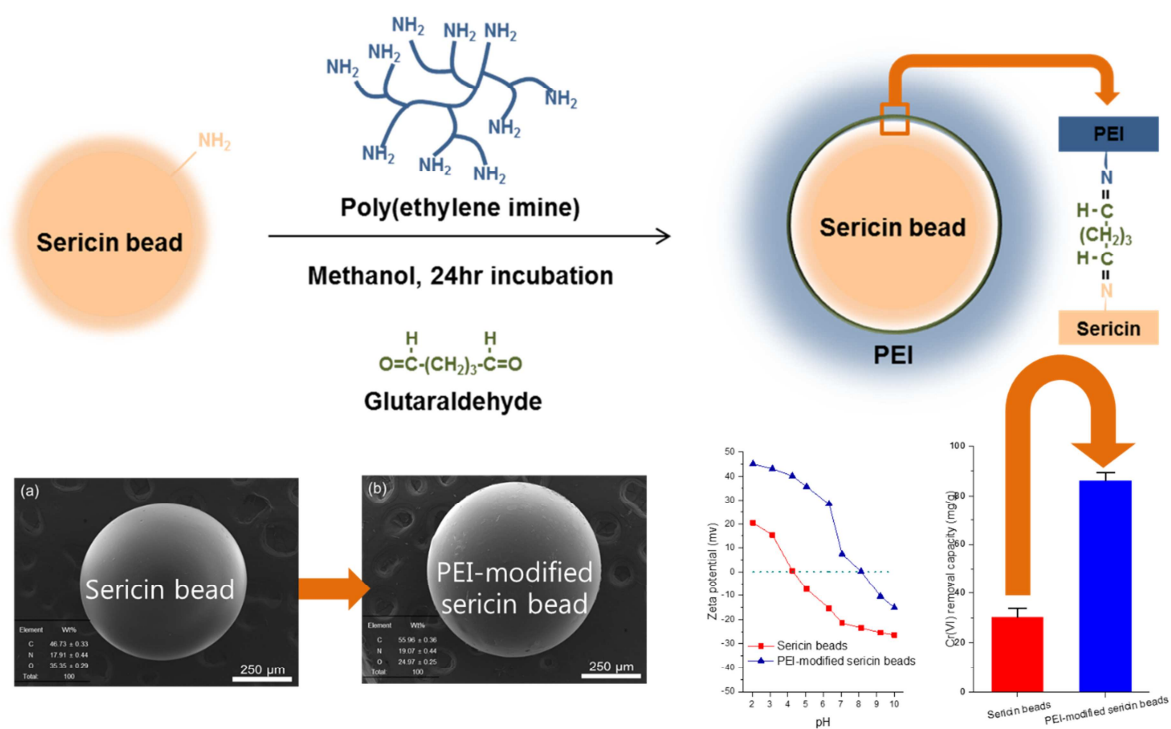 NH₂
NH₂
NH₂
NH₂
NH₂
NH₂
NH₂
NH₂
NH₂
NH₂
NH₂
Sericin bead
Poly(ethylene imine)
Methanol, 24hr incubation
H H
O=C-(CH₂)₃-C=O
Glutaraldehyde
Sericin bead
PEI
PEI
N
H-C
(CH₂)₃
H-C
N
Sericin
(a)
Sericin bead
Element Wt%
C 46.73 ± 0.33
N 17.91 ± 0.44
O 35.35 ± 0.29
Total: 100
250 µm
(b)
PEI-modified
sericin bead
Element Wt%
C 55.96 ± 0.36
N 19.07 ± 0.44
O 24.97 ± 0.25
Total: 100
250 µm
Zeta potential (mv)
50
40
30
20
10
0
-10
-20
-30
-40
-50
Sericin beads
PEI-modified sericin beads
2 3 4 5 6 7 8 9 10
pH
Cr(VI) removal capacity (mg/g)
100
80
60
40
30
20
0
Sericin beads
PEI-modified sericin beads